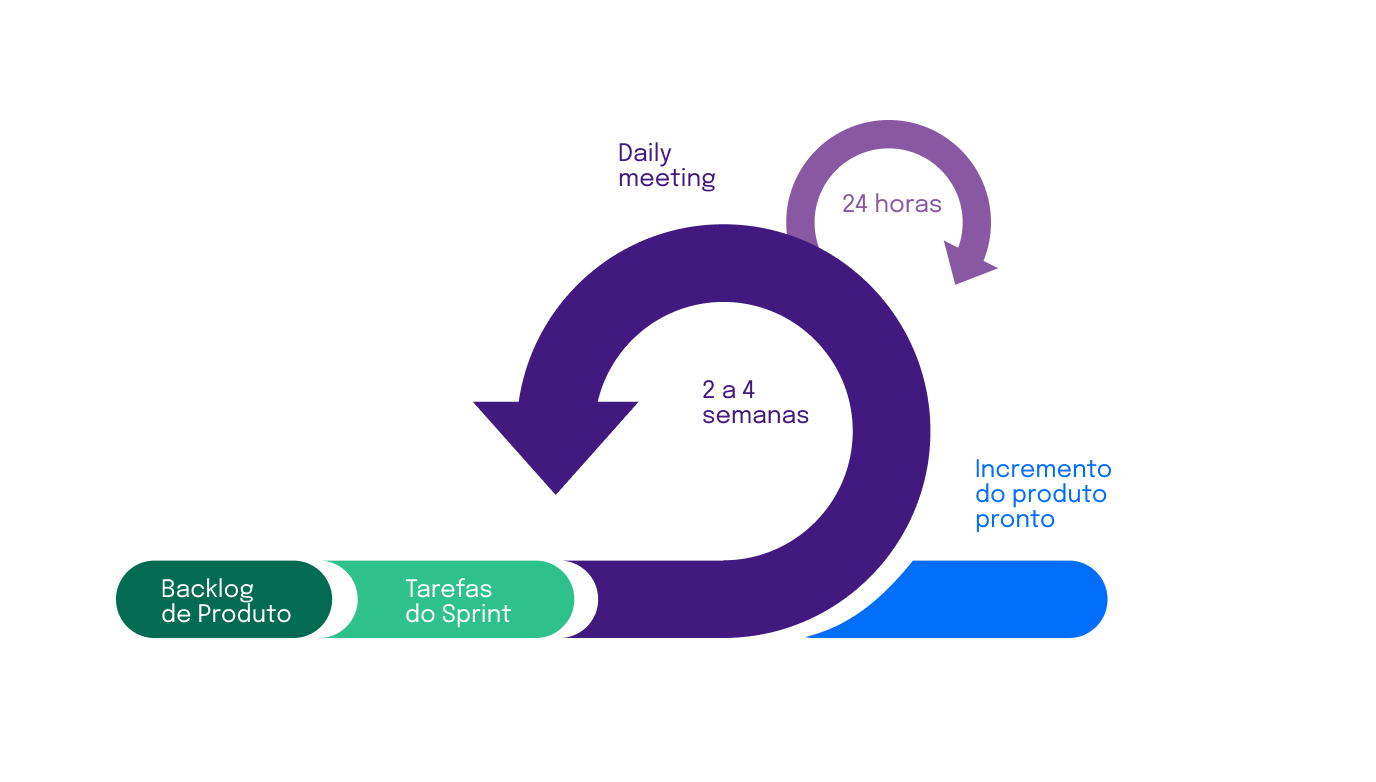 Daily
meeting
24 horas
2 a 4
semanas
Incremento
do produto
pronto
Backlog
de Produto
Tarefas
do Sprint